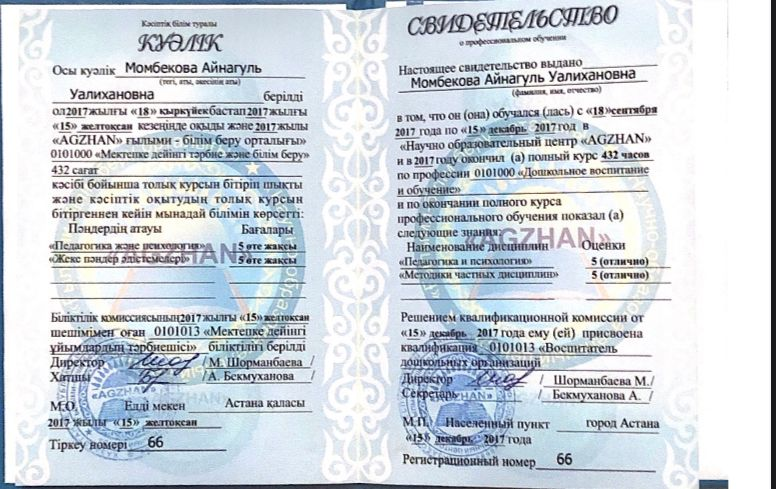 Кәсіптік білім туралы
КУӘЛІК
Осы куәлік Момбекова Айнагуль
(тегі, аты, әкесінің аты)
Уалихановна берілді
ол 2017 жылғы «18» қыркүйек бастап 2017 жылғы
«15» желтоқсан кезеңінде оқыды және 2017 жылы
«AGZHAN» ғылыми - білім беру орталығы»
0101000 «Мектепке дейінгі тәрбие және білім беру»
432 сағат
кәсібі бойынша толық курсын бітіріп шықты
және кәсіптік оқытудың толық курсын
бітіргеннен кейін мынадай білімін көрсетті:
Пәндердің атауы Бағалары
«Педагогика және психология» 5 өте жақсы
«Жеке пәндер әдістемелері» 5 өте жақсы
Біліктілік комиссиясының 2017 жылғы «15» желтоқсан
шешімімен оған 0101013 «Мектепке дейінгі
ұйымлардың тәрбиешісі» біліктілігі берілді
Директор / М. Шорманбаева /
Хатшы / А. Бекмуханова /
«AGZHAN»
М.О. Елді мекен Астана қаласы
2017 жылы «15» желтоқсан
Тіркеу нөмері 66
СВИДЕТЕЛЬСТВО
о профессиональном обучении
Настоящее свидетельство выдано
Момбекова Айнагуль Уалихановна
(фамилия, имя, отчество)
в том, что он (она) обучался (лась) с «18» сентября
2017 года по «15» декабрь 2017 год в
«Научно образовательный центр «AGZHAN»
и в 2017 году окончил (а) полный курс 432 часов
по профессии 0101000 «Дошкольное воспитание
и обучение»
и по окончании полного курса
профессионального обучения показал (а)
следующие знания:
«AGZHAN»
Наименование дисциплин Оценки
«Педагогика и психология» 5 (отлично)
«Методики частных дисциплин» 5 (отлично)
Решением квалификационной комиссии от
«15» декабрь 2017 года ему (ей) присвоена
квалификация 0101013 «Воспитатель
дошкольных организаций
Директор / Шорманбаева М./
Секретарь / Бекмуханова А. /
«AGZHAN»
М.П. Населенный пункт город Астана
«15» декабрь 2017 года
Регистрационный номер 66